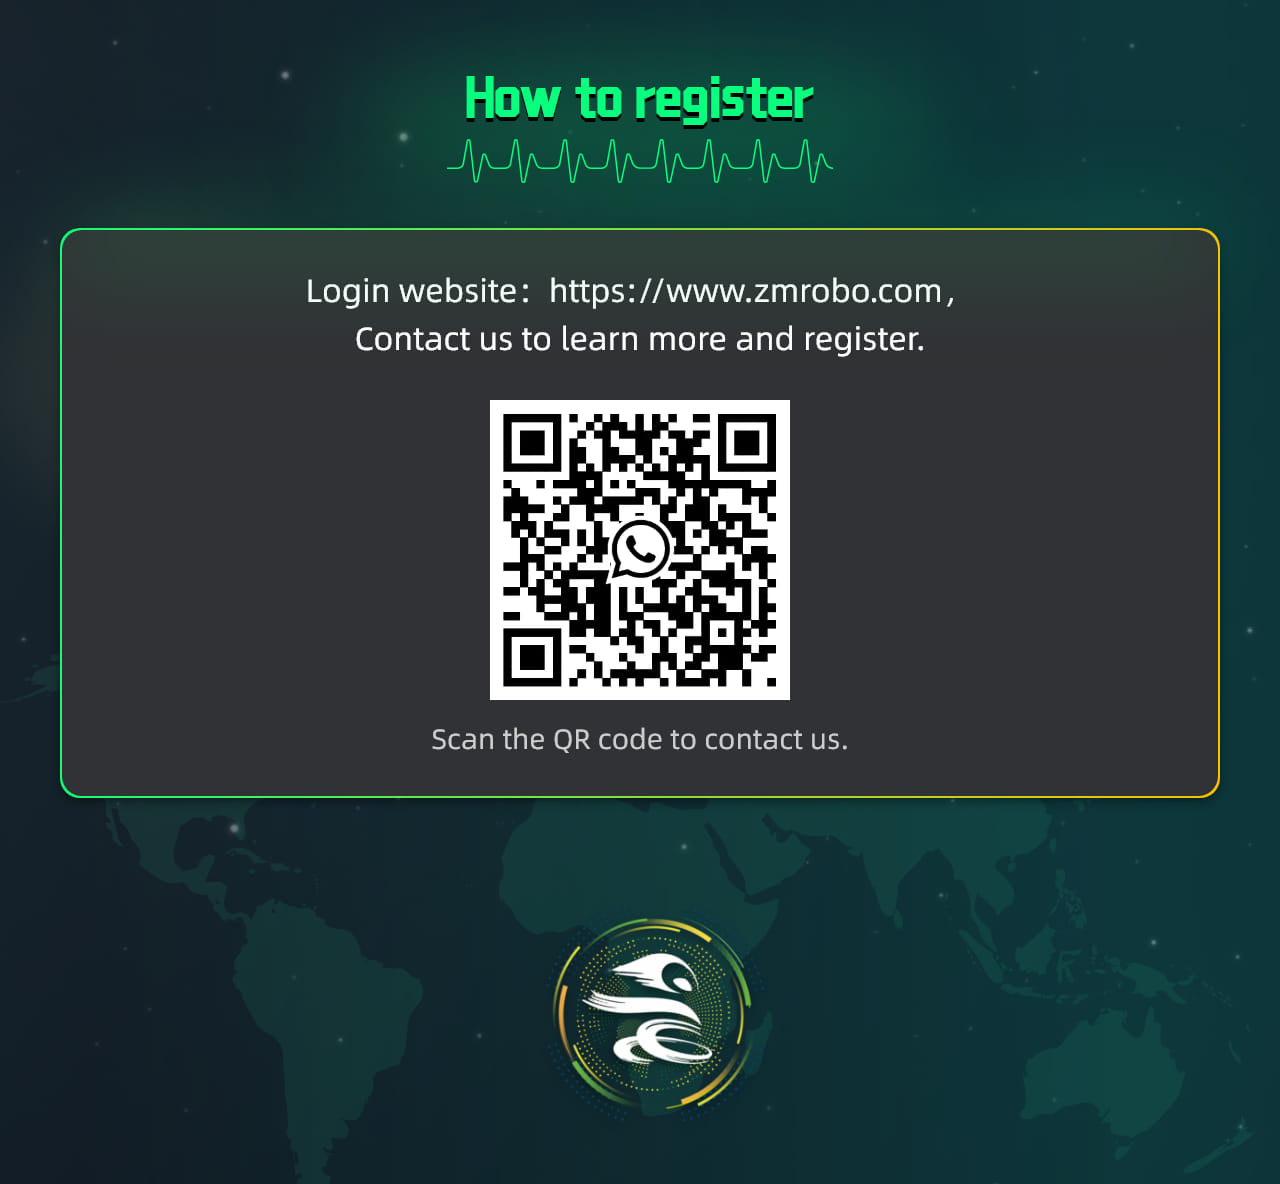 How to register
Login website：https://www.zmrobo.com，
Contact us to learn more and register.
Scan the QR code to contact us.